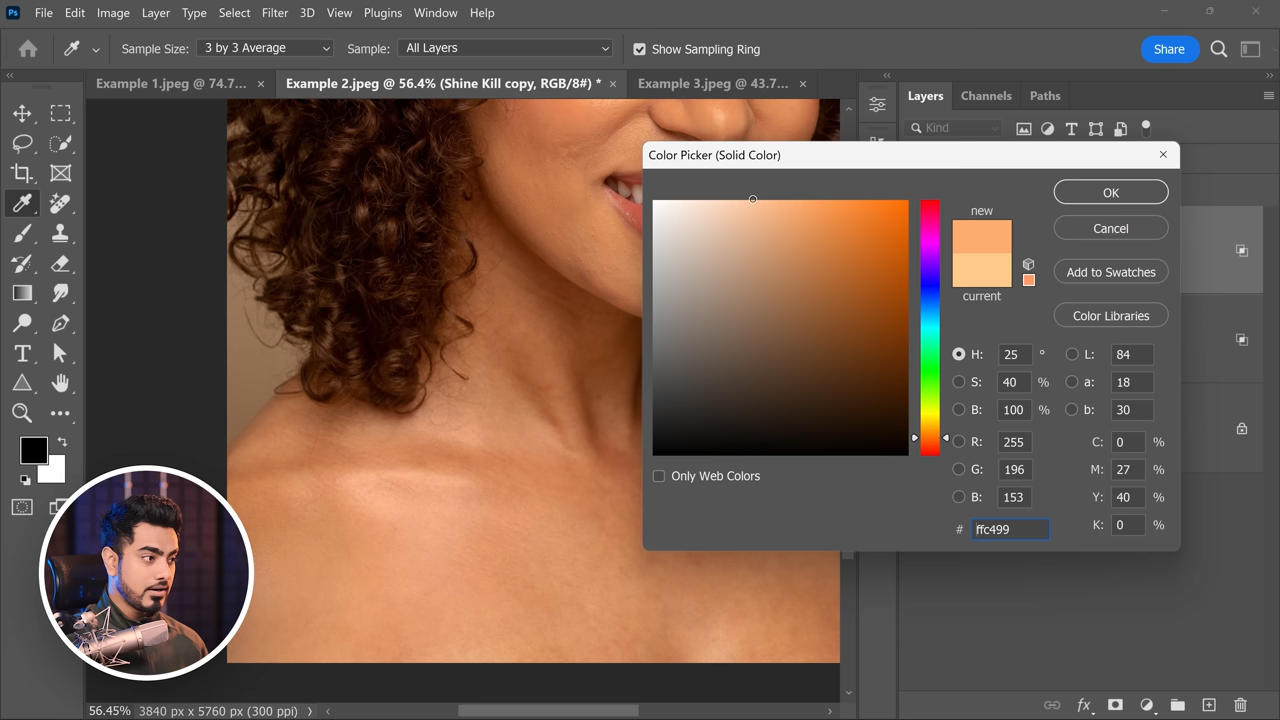 Ps File Edit Image Layer Type Select Filter 3D View Plugins Window Help
Sample Size: 3 by 3 Average Sample: All Layers Show Sampling Ring Share
Example 1.jpeg @ 74.7... × Example 2.jpeg @ 56.4% (Shine Kill copy, RGB/8#) * × Example 3.jpeg @ 43.7... ×
Layers Channels Paths
Kind
Color Picker (Solid Color)
OK
new
Cancel
Add to Swatches
current
Color Libraries
H: 25 ° L: 84
S: 40 % a: 18
B: 100 % b: 30
R: 255 C: 0 %
G: 196 M: 27 %
B: 153 Y: 40 %
# ffc499 K: 0 %
Only Web Colors
56.45% 3840 px x 5760 px (300 ppi)
fx